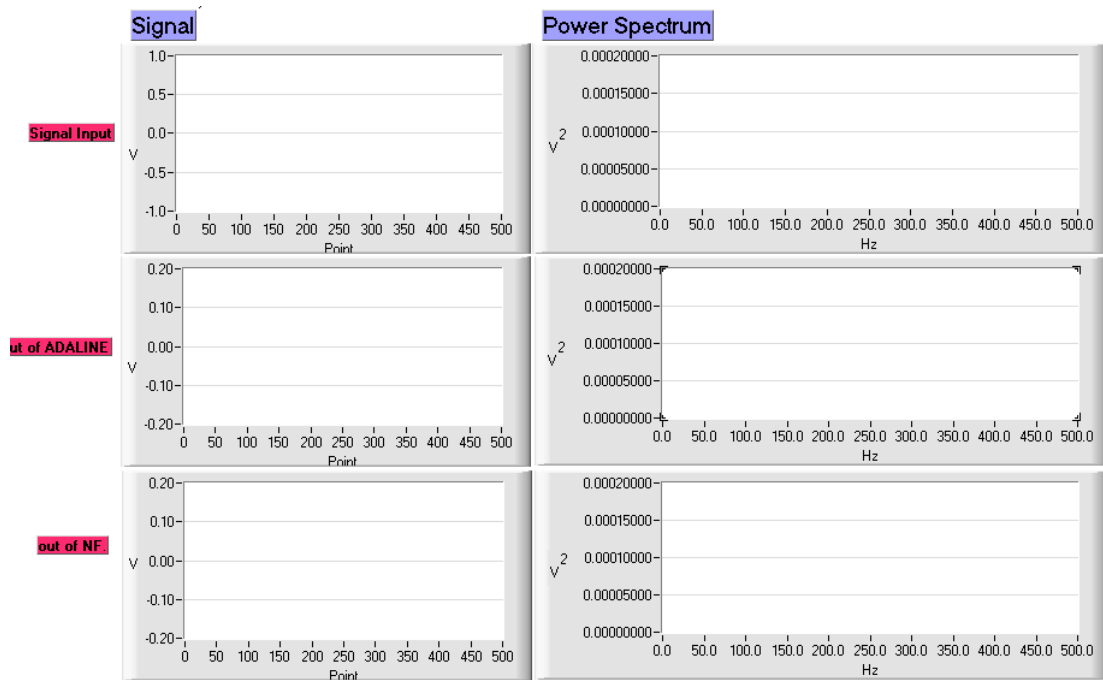 Signal
Power Spectrum
Signal Input
1.0
0.5
0.0
-0.5
-1.0
V
0 50 100 150 200 250 300 350 400 450 500
Point
0.00020000
0.00015000
0.00010000
0.00005000
0.00000000
V 2
0.0 50.0 100.0 150.0 200.0 250.0 300.0 350.0 400.0 450.0 500.0
Hz
ut of ADALINE
0.20
0.10
0.00
-0.10
-0.20
V
0 50 100 150 200 250 300 350 400 450 500
Point
0.00020000
0.00015000
0.00010000
0.00005000
0.00000000
V 2
0.0 50.0 100.0 150.0 200.0 250.0 300.0 350.0 400.0 450.0 500.0
Hz
out of NF.
0.20
0.10
0.00
-0.10
-0.20
V
0 50 100 150 200 250 300 350 400 450 500
Point
0.00020000
0.00015000
0.00010000
0.00005000
0.00000000
V 2
0.0 50.0 100.0 150.0 200.0 250.0 300.0 350.0 400.0 450.0 500.0
Hz